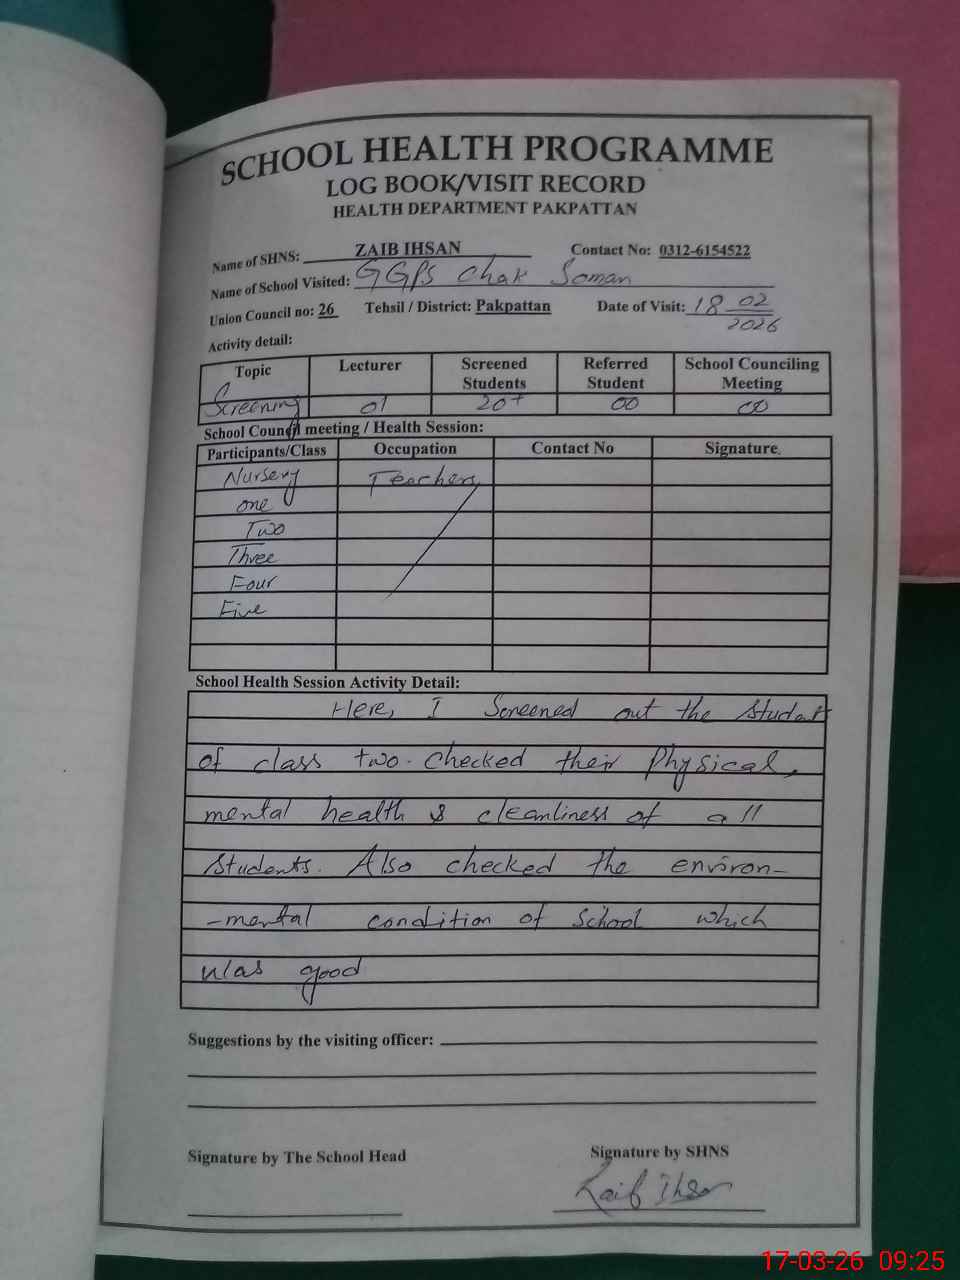 SCHOOL HEALTH PROGRAMME
LOG BOOK/VISIT RECORD
HEALTH DEPARTMENT PAKPATTAN
Name of SHNS: ZAIB IHSAN Contact No: 0312-6154522
Name of School Visited: GGPS Chak Soman
Union Council no: 26 Tehsil / District: Pakpattan Date of Visit: 18 02
2026
Activity detail:
Topic Lecturer Screened Students Referred Student School Counciling Meeting
Screening 01 20+ 00 00
School Council meeting / Health Session:
Participants/Class Occupation Contact No Signature
Nursery Teachers
one
Two
Three
Four
Five
School Health Session Activity Detail:
Here, I Screened out the Student
of class two. checked their Physical,
mental health & cleanliness of all
students. Also checked the environ-
-mental condition of School which
was good
Suggestions by the visiting officer:
Signature by The School Head Signature by SHNS
Zaib Ihsan
17-03-26 09:25